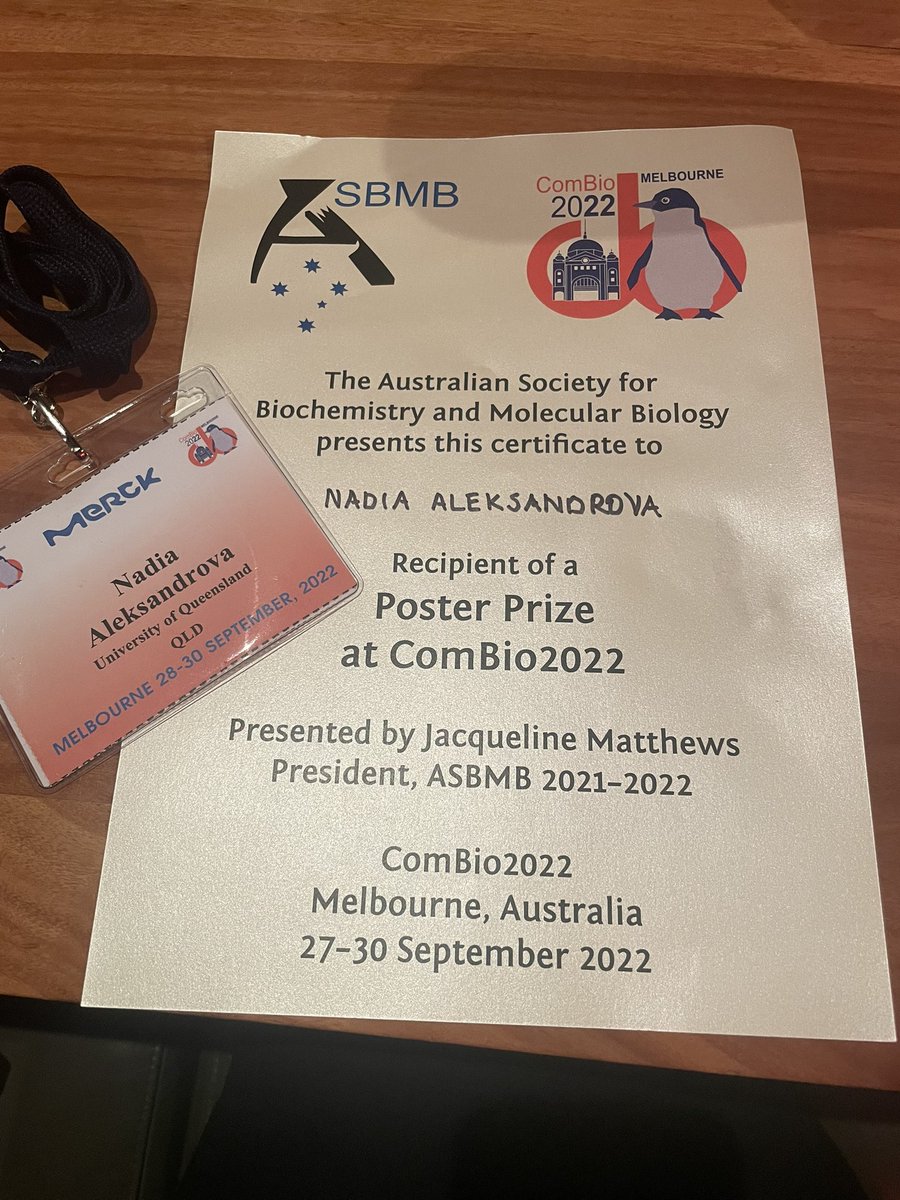 ASBMB
ComBio
2022
MELBOURNE
The Australian Society for
Biochemistry and Molecular Biology
presents this certificate to
NADIA ALEKSANDROVA
Recipient of a
Poster Prize
at ComBio2022
Presented by Jacqueline Matthews
President, ASBMB 2021–2022
ComBio2022
Melbourne, Australia
27–30 September 2022
ComBio
2022
MERCK
Nadia
Aleksandrova
University of Queensland
QLD
MELBOURNE 28-30 SEPTEMBER, 2022